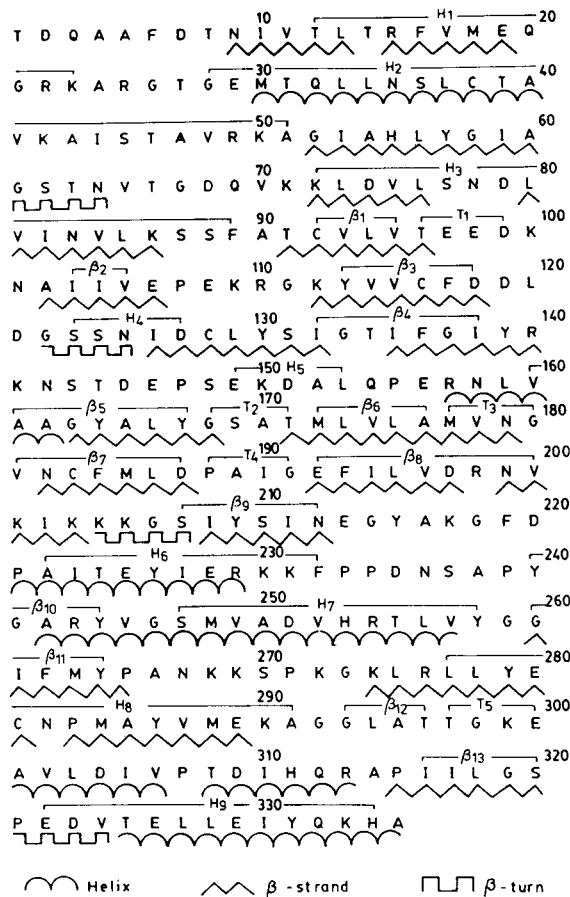 10 H1 20
T D Q A A F D T N I V T L T R F V M E Q
30 H2 40
G R K A R G T G E M T Q L L N S L C T A
50 60
V K A I S T A V R K A G I A H L Y G I A
70 H3 80
G S T N V T G D Q V K K L D V L S N D L
90 β1 T1 100
V I N V L K S S F A T C V L V T E E D K
β2 110 β3 120
N A I I V E P E K R G K Y V V C F D D L
H4 130 β4 140
D G S S N I D C L Y S I G T I F G I Y R
150 H5 160
K N S T D E P S E K D A L Q P E R N L V
β5 T2 170 β6 T3 180
A A G Y A L Y G S A T M L V L A M V N G
β7 T4 190 β8 200
V N C F M L D P A I G E F I L V D R N V
β9 210 220
K I K K K G S I Y S I N E G Y A K G F D
H6 230 240
P A I T E Y I E R K K F P P D N S A P Y
β10 250 H7 260
G A R Y V G S M V A D V H R T L V Y G G
β11 270 280
I F M Y P A N K K S P K G K L R L L Y E
H8 290 β12 T5 300
C N P M A Y V M E K A G G L A T T G K E
310 β13 320
A V L D I V P T D I H Q R A P I I L G S
H9 330
P E D V T E L L E I Y Q K H A
Helix β-strand β-turn